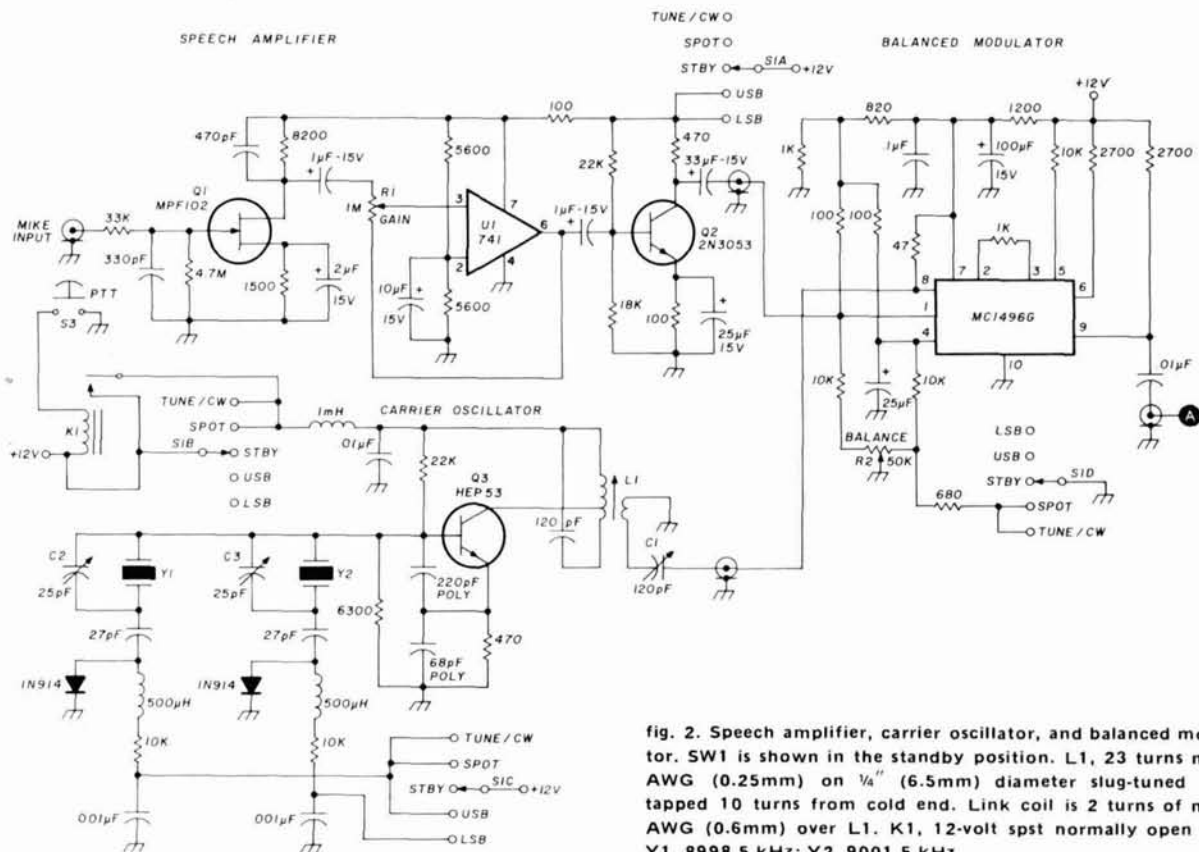 SPEECH AMPLIFIER
TUNE/CW
SPOT
STBY
S1A
+12V
USB
LSB
BALANCED MODULATOR
+12V
470pF
8200
1µF-15V
Q1
MPF102
MIKE
INPUT
33K
330pF
4.7M
1500
2µF
15V
R1
1M
GAIN
5600
100
3
7
U1
741
6
2
4
10µF
15V
5600
1µF-15V
22K
470
33µF-15V
Q2
2N3053
18K
100
25µF
15V
1K
820
.1µF
1200
100µF
15V
10K
2700
2700
100
100
47
1K
8
7
2
3
5
6
1
MC1496G
4
9
10
10K
25µF
10K
BALANCE
R2
50K
680
.01µF
A
LSB
USB
STBY
S1D
SPOT
TUNE/CW
PTT
S3
K1
+12V
TUNE/CW
SPOT
S1B
STBY
USB
LSB
1mH
CARRIER OSCILLATOR
.01µF
22K
Q3
HEP 53
120 pF
L1
C1
120pF
C2
25pF
Y1
C3
25pF
Y2
27pF
27pF
6300
220pF
POLY
68pF
POLY
470
1N914
500µH
1N914
500µH
10K
10K
.001µF
.001µF
TUNE/CW
SPOT
STBY
S1C
+12V
USB
LSB
fig. 2. Speech amplifier, carrier oscillator, and balanced mo
tor. SW1 is shown in the standby position. L1, 23 turns n
AWG (0.25mm) on ¼" (6.5mm) diameter slug-tuned
tapped 10 turns from cold end. Link coil is 2 turns of n
AWG (0.6mm) over L1. K1, 12-volt spst normally open
Y1, 8998.5 kHz; Y2, 9001.5 kHz